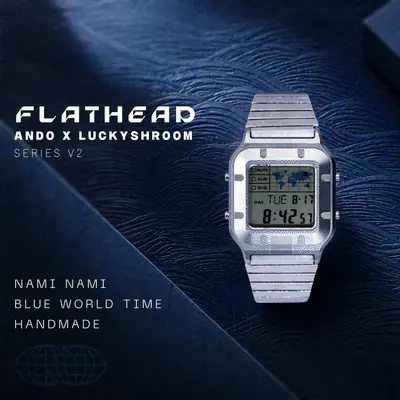 FLATHEAD
ANDO X LUCKYSHROOM
SERIES V2
TUE 8·17
8:42 57
NAMI NAMI
BLUE WORLD TIME
HANDMADE